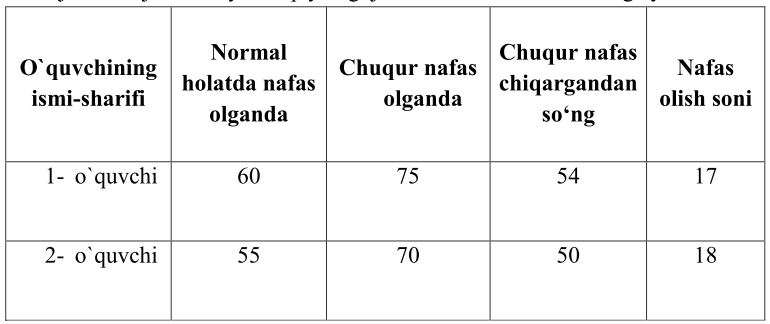 O`quvchining ismi-sharifi
Normal holatda nafas olganda
Chuqur nafas olganda
Chuqur nafas chiqargandan so‘ng
Nafas olish soni
1- o`quvchi 60 75 54 17
2- o`quvchi 55 70 50 18